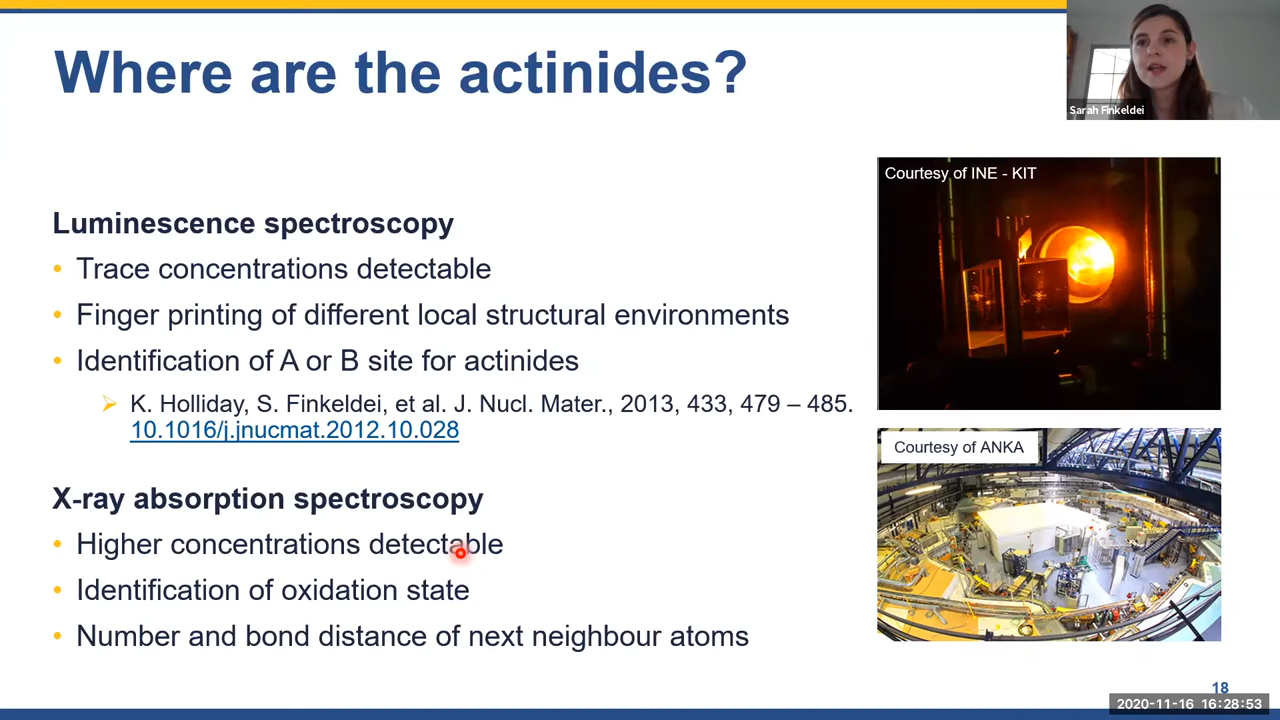 Where are the actinides?
Sarah Finkeldei
Luminescence spectroscopy
• Trace concentrations detectable
• Finger printing of different local structural environments
• Identification of A or B site for actinides
K. Holliday, S. Finkeldei, et al. J. Nucl. Mater., 2013, 433, 479 – 485.
10.1016/j.jnucmat.2012.10.028
X-ray absorption spectroscopy
• Higher concentrations detectable
• Identification of oxidation state
• Number and bond distance of next neighbour atoms
Courtesy of INE - KIT
Courtesy of ANKA
18
2020-11-16 16:28:53